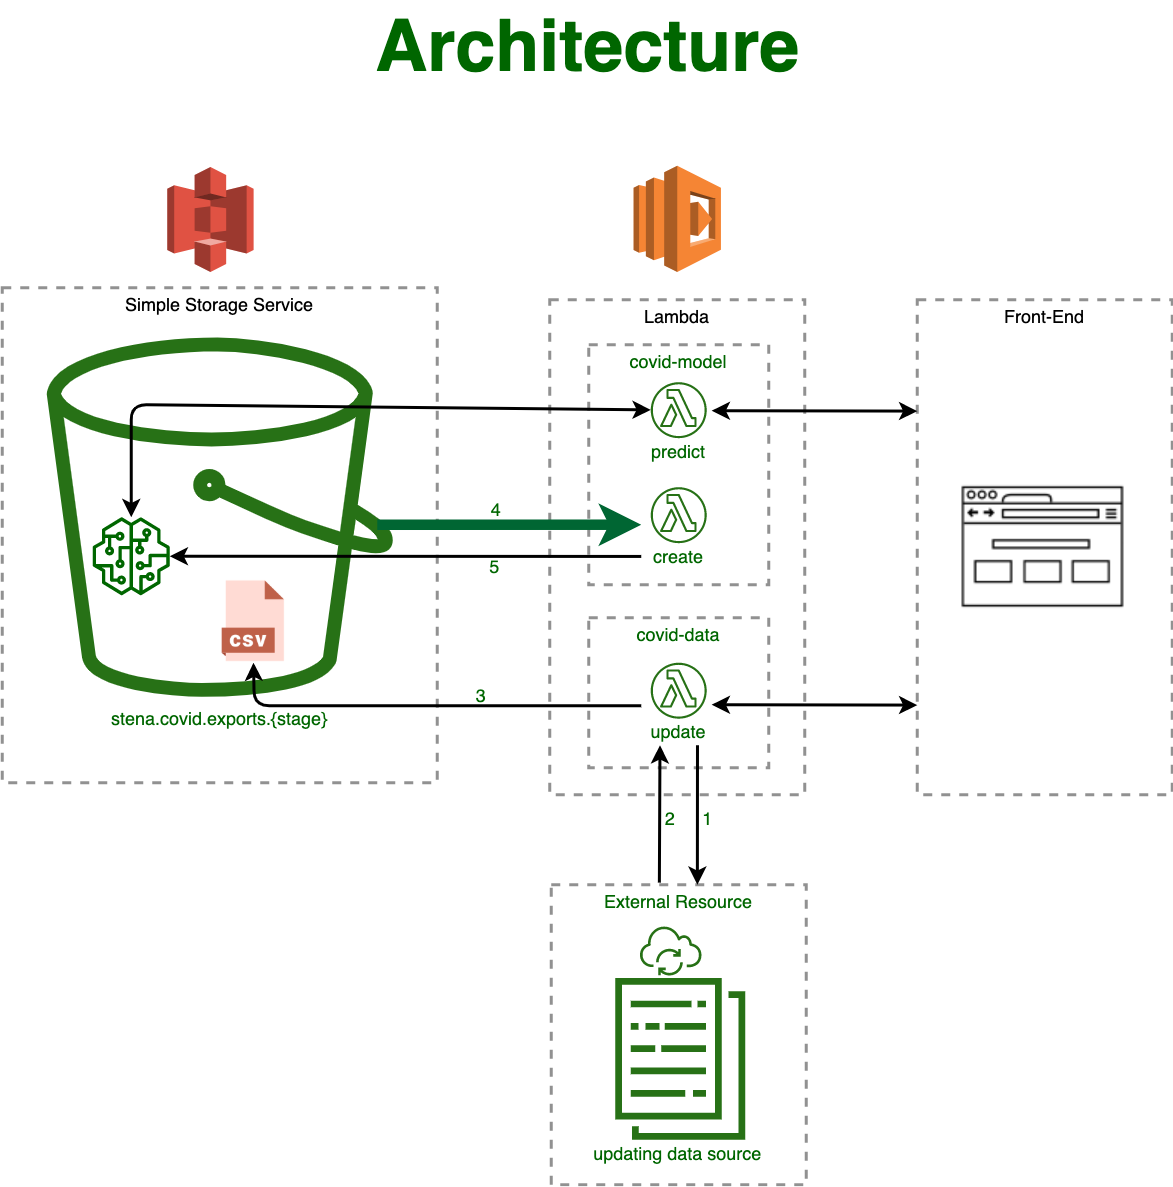 Architecture
Simple Storage Service
Lambda
Front-End
covid-model
predict
4
create
5
CSV
covid-data
3
stena.covid.exports.{stage}
update
2
1
External Resource
updating data source